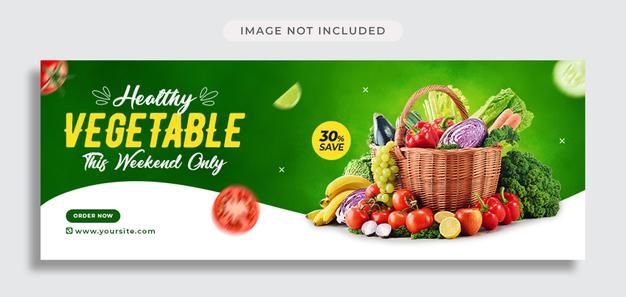 IMAGE NOT INCLUDED
Healthy
VEGETABLE
This Weekend Only
30%
SAVE
ORDER NOW
www.yoursite.com